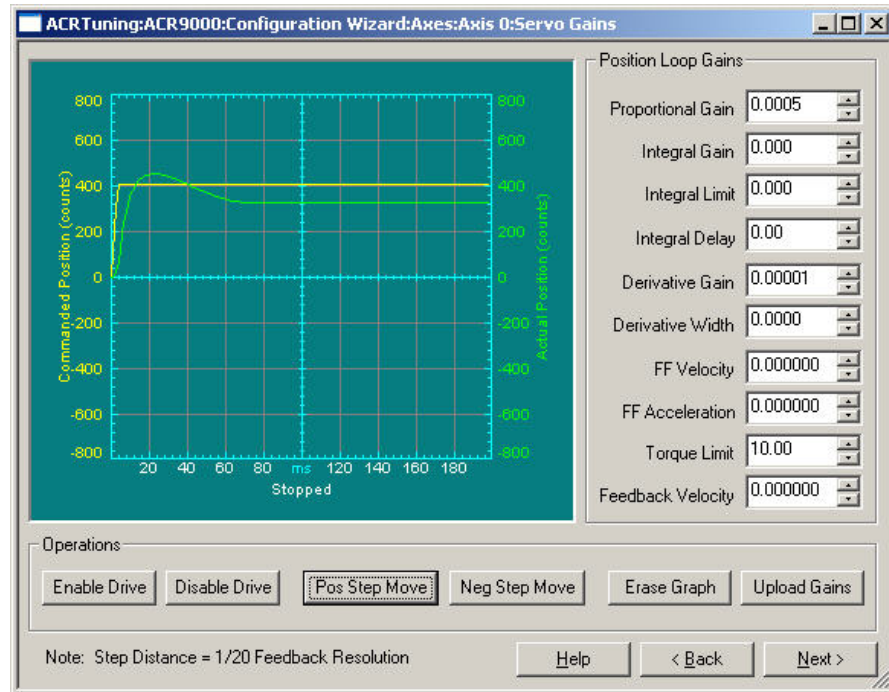 ACRTuning:ACR9000:Configuration Wizard:Axes:Axis 0:Servo Gains
Commanded Position (counts)
800
600
400
200
0
-200
-400
-600
-800
20 40 60 80 ms 120 140 160 180
Stopped
800
600
400
200
0
-200
-400
-600
-800
Actual Position (counts)
Position Loop Gains
Proportional Gain 0.0005
Integral Gain 0.000
Integral Limit 0.000
Integral Delay 0.00
Derivative Gain 0.00001
Derivative Width 0.0000
FF Velocity 0.000000
FF Acceleration 0.000000
Torque Limit 10.00
Feedback Velocity 0.000000
Operations
Enable Drive Disable Drive Pos Step Move Neg Step Move Erase Graph Upload Gains
Note: Step Distance = 1/20 Feedback Resolution
Help < Back Next >